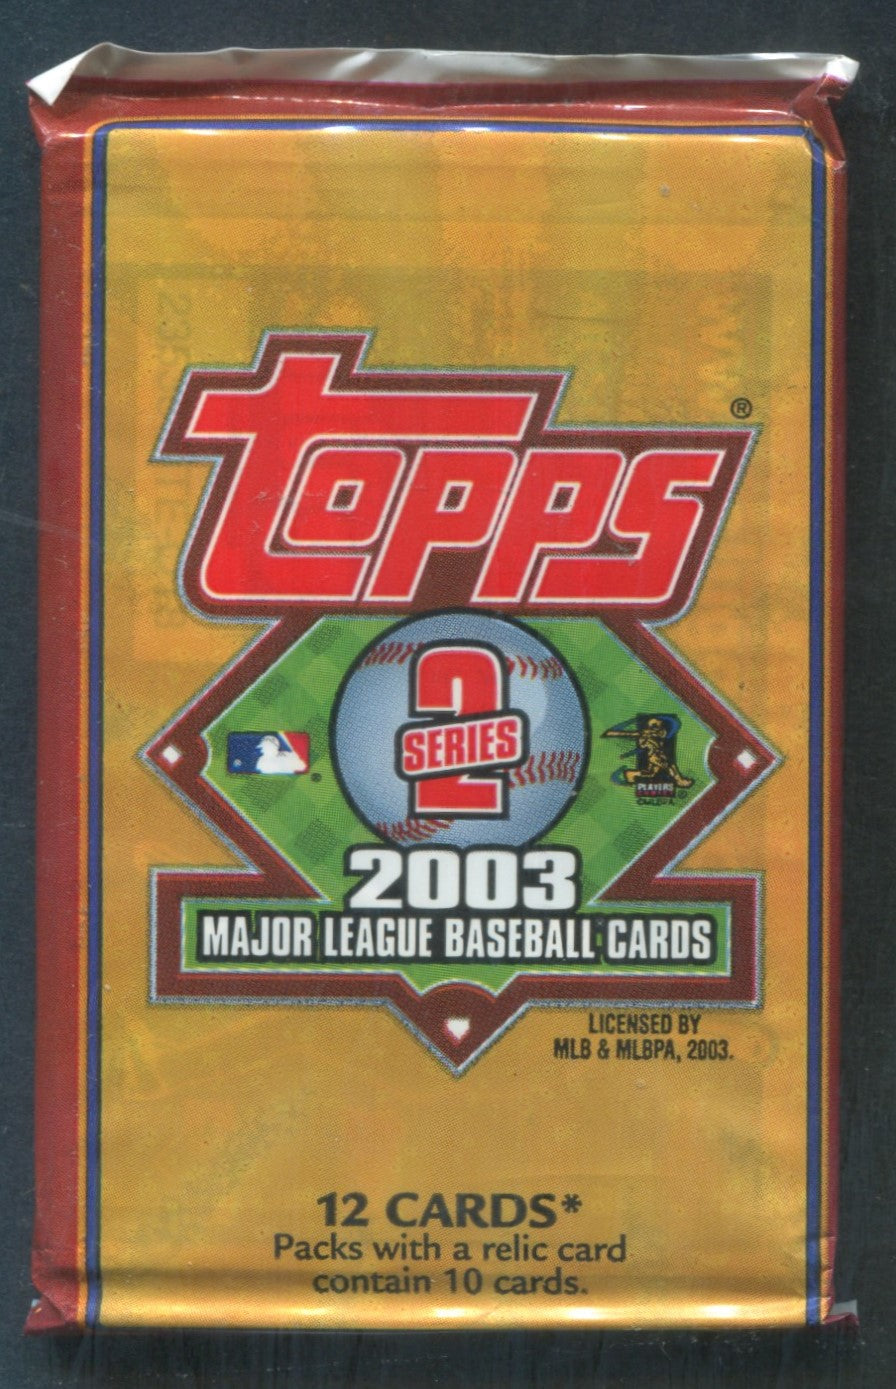 topps
®
2
SERIES
PLAYERS
2003
MAJOR LEAGUE BASEBALL CARDS
LICENSED BY
MLB & MLBPA, 2003.
12 CARDS*
Packs with a relic card
contain 10 cards.